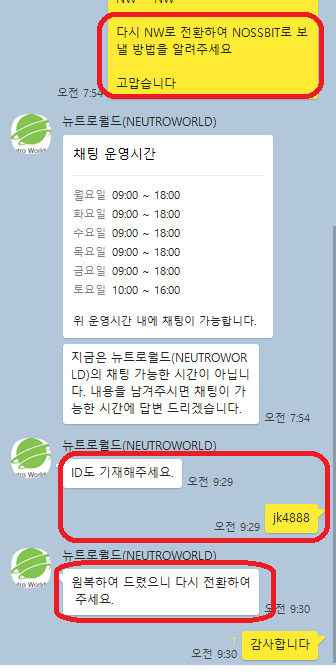 다시 NW로 전환하여 NOSSBIT로 보
낼 방법을 알려주세요
고맙습니다
오전 7:54
뉴트로월드(NEUTROWORLD)
채팅 운영시간
월요일 09:00 ~ 18:00
화요일 09:00 ~ 18:00
수요일 09:00 ~ 18:00
목요일 09:00 ~ 18:00
금요일 09:00 ~ 18:00
토요일 10:00 ~ 16:00
위 운영시간 내에 채팅이 가능합니다.
지금은 뉴트로월드(NEUTROWOR
LD)의 채팅 가능한 시간이 아닙니
다. 내용을 남겨주시면 채팅이 가
능한 시간에 답변 드리겠습니다.
오전 7:54
뉴트로월드(NEUTROWORLD)
ID도 기재해주세요.
오전 9:29
jk4888
오전 9:29
뉴트로월드(NEUTROWORLD)
원복하여 드렸으니 다시 전환하여
주세요.
오전 9:30
1
감사합니다
오전 9:30